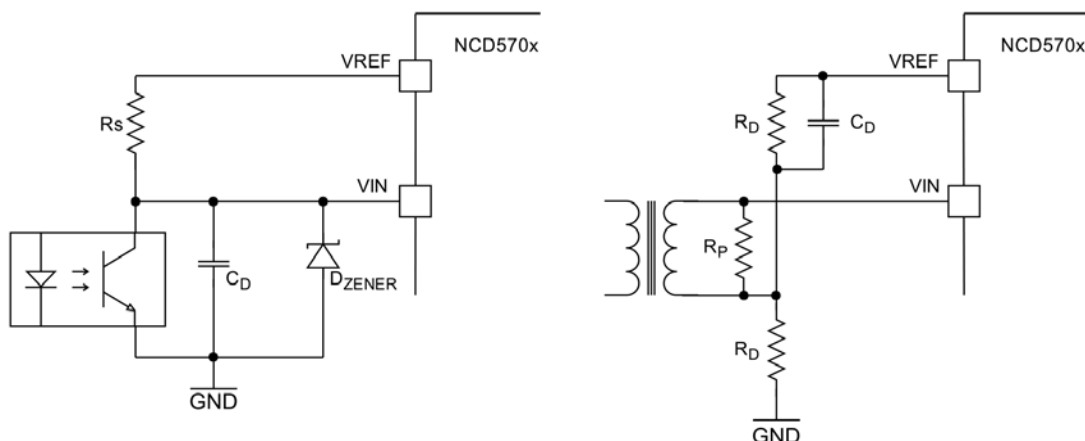 NCD570x
VREF
Rs
VIN
CD
DZENER
GND
NCD570x
VREF
RD
CD
VIN
RP
RD
GND